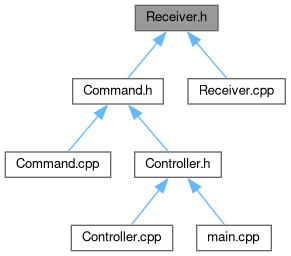 Receiver.h
Command.h
Receiver.cpp
Command.cpp
Controller.h
Controller.cpp
main.cpp